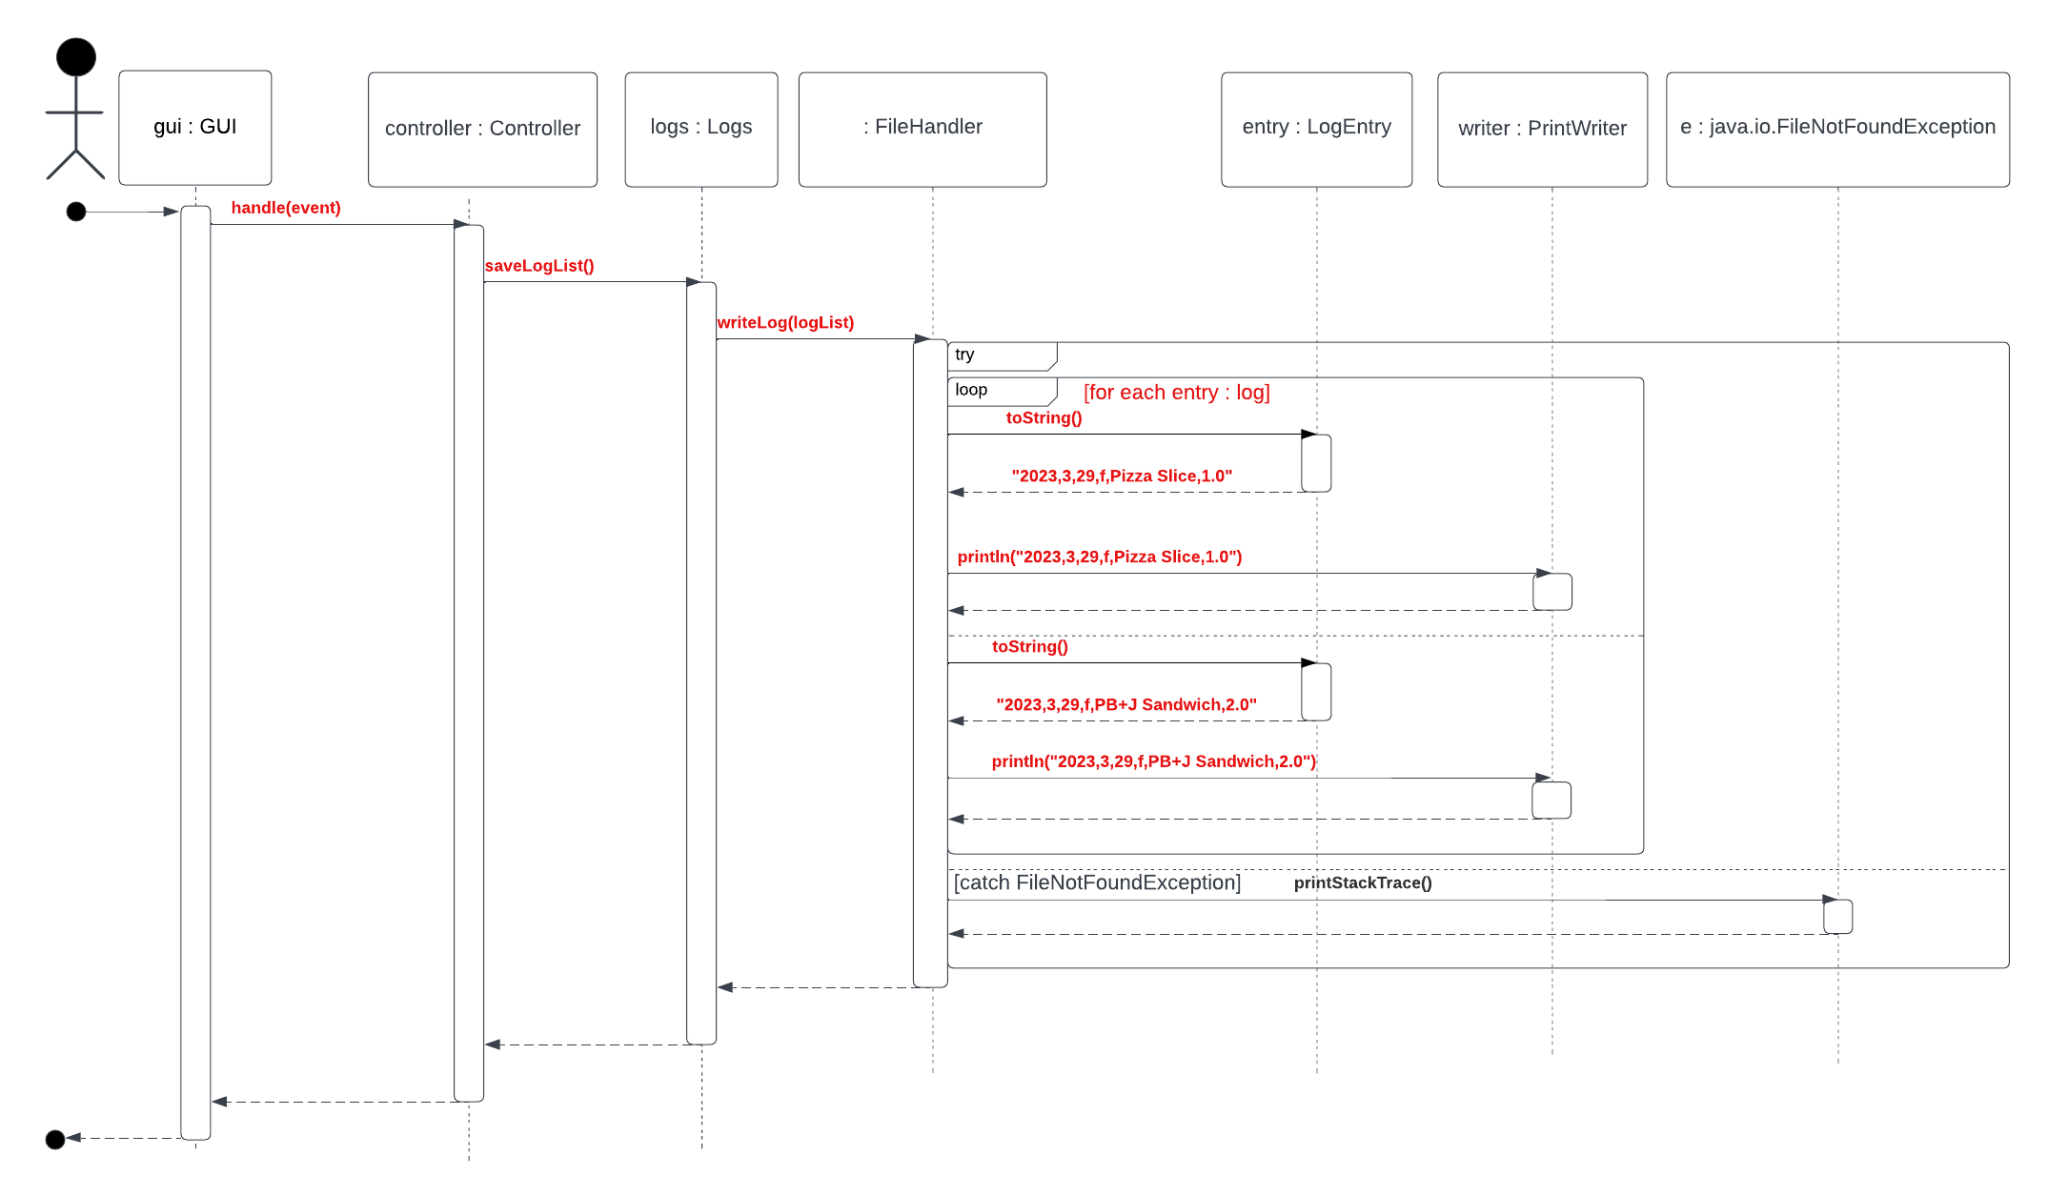 gui : GUI
controller : Controller
logs : Logs
: FileHandler
entry : LogEntry
writer : PrintWriter
e : java.io.FileNotFoundException
handle(event)
saveLogList()
writeLog(logList)
try
loop
[for each entry : log]
toString()
"2023,3,29,f,Pizza Slice,1.0"
println("2023,3,29,f,Pizza Slice,1.0")
toString()
"2023,3,29,f,PB+J Sandwich,2.0"
println("2023,3,29,f,PB+J Sandwich,2.0")
[catch FileNotFoundException]
printStackTrace()